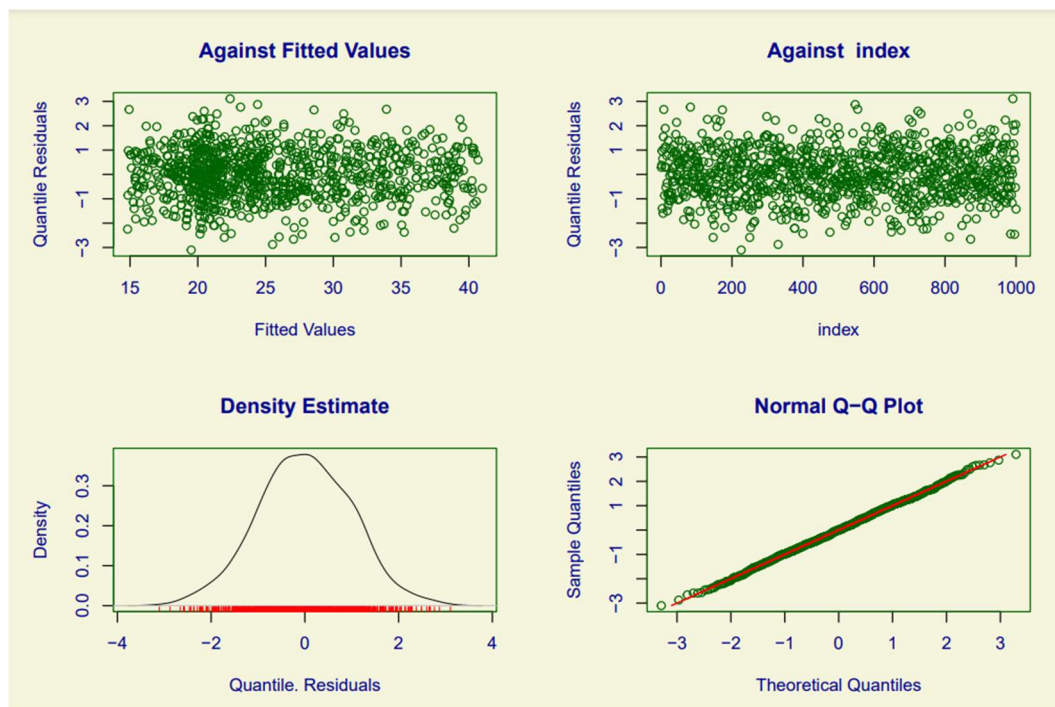 Against Fitted Values
Quantile Residuals
3
2
1
−1
−3
15 20 25 30 35 40
Fitted Values
Against index
Quantile Residuals
3
2
1
−1
−3
0 200 400 600 800 1000
index
Density Estimate
Density
0.3
0.2
0.1
0.0
−4 −2 0 2 4
Quantile. Residuals
Normal Q−Q Plot
Sample Quantiles
3
2
1
−1
−3
−3 −2 −1 0 1 2 3
Theoretical Quantiles